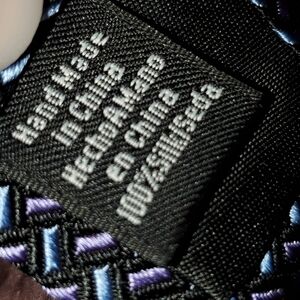 Hand Made
In China
Hecho A Mano
en China
100%Silk/Seda